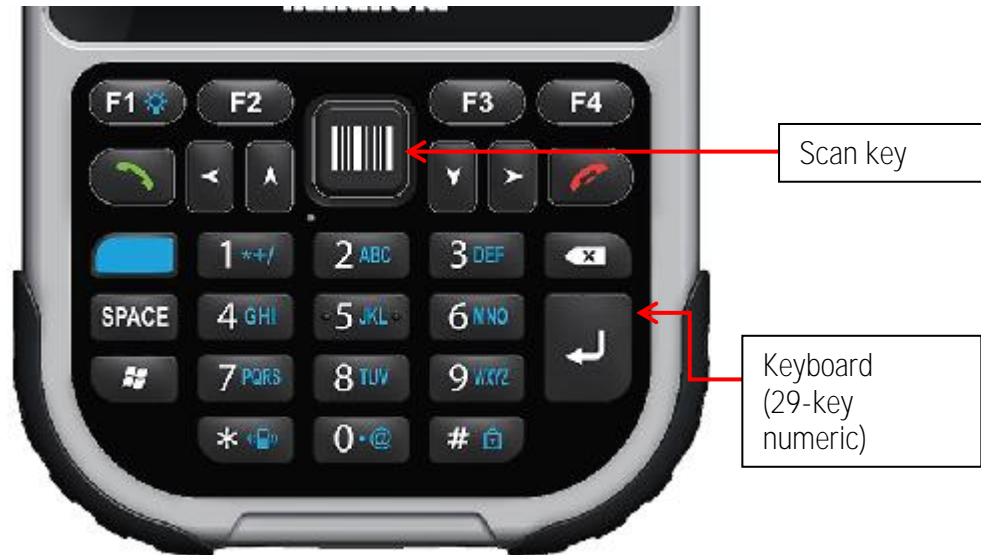 F1 F2 F3 F4
Scan key
1 *+/ 2 ABC 3 DEF
SPACE 4 GHI 5 JKL 6 MNO
7 PQRS 8 TUV 9 WXYZ
* 0 · @ #
Keyboard
(29-key
numeric)